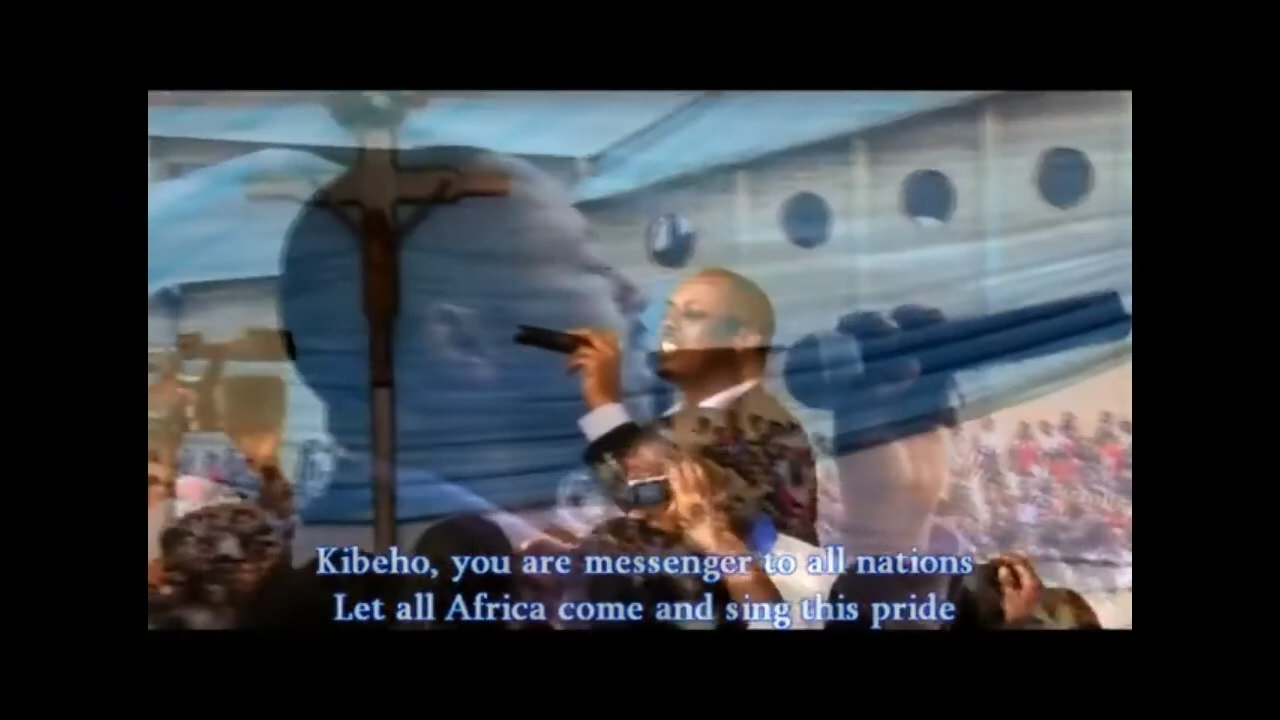 Kibeho, you are messenger to all nations
Let all Africa come and sing this pride